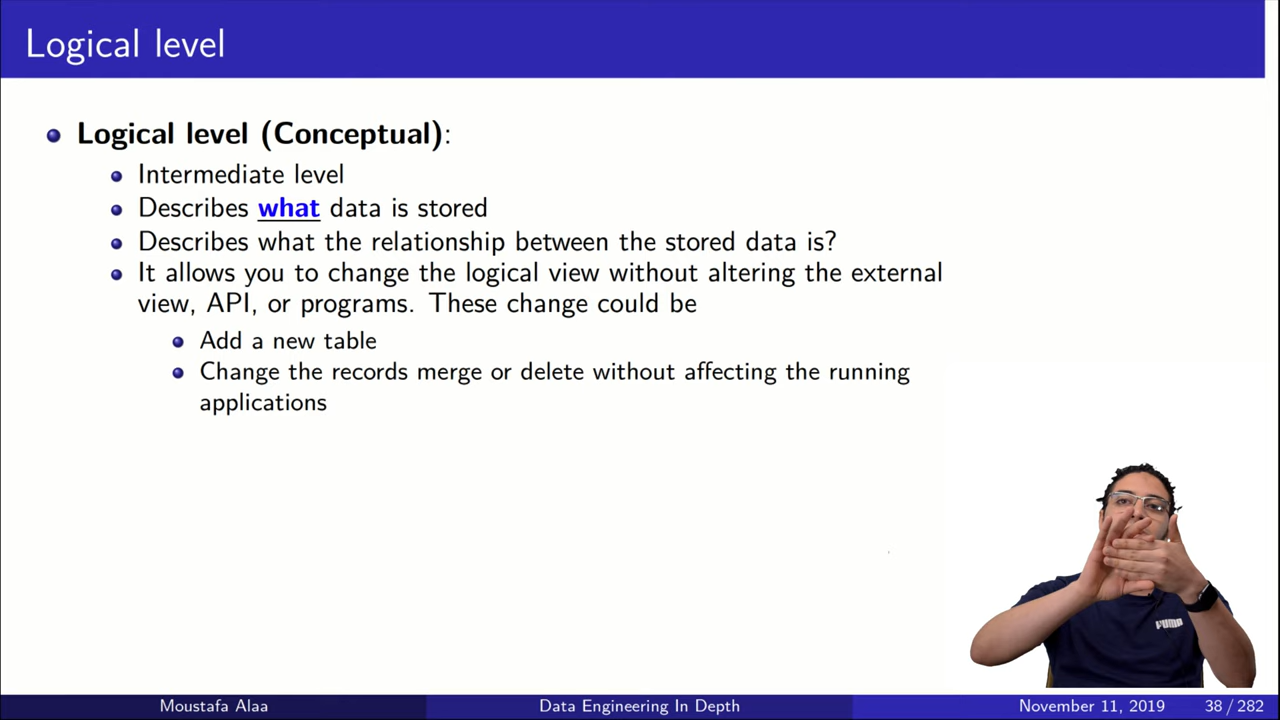 Logical level
Logical level (Conceptual):
Intermediate level
Describes what data is stored
Describes what the relationship between the stored data is?
It allows you to change the logical view without altering the external
view, API, or programs. These change could be
Add a new table
Change the records merge or delete without affecting the running
applications
PUMA
Moustafa Alaa
Data Engineering In Depth
November 11, 2019
38 / 282